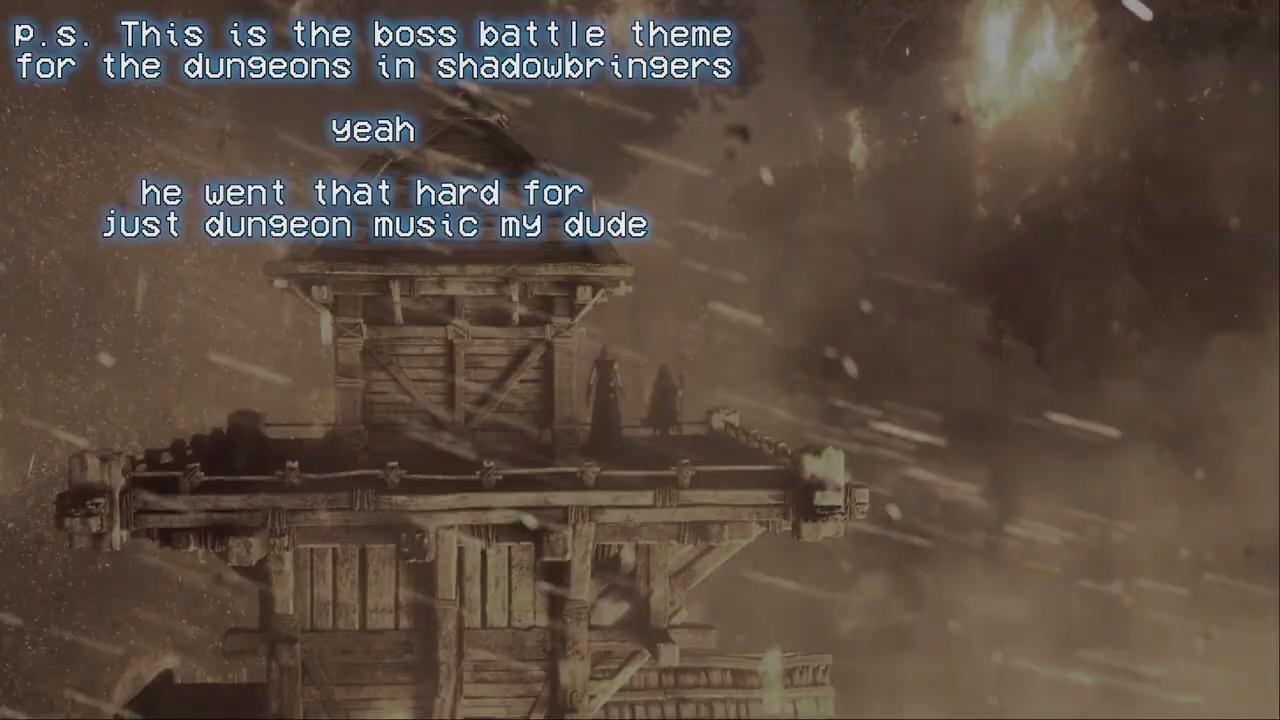 p.s. This is the boss battle theme
for the dungeons in shadowbringers
yeah
he went that hard for
just dungeon music my dude